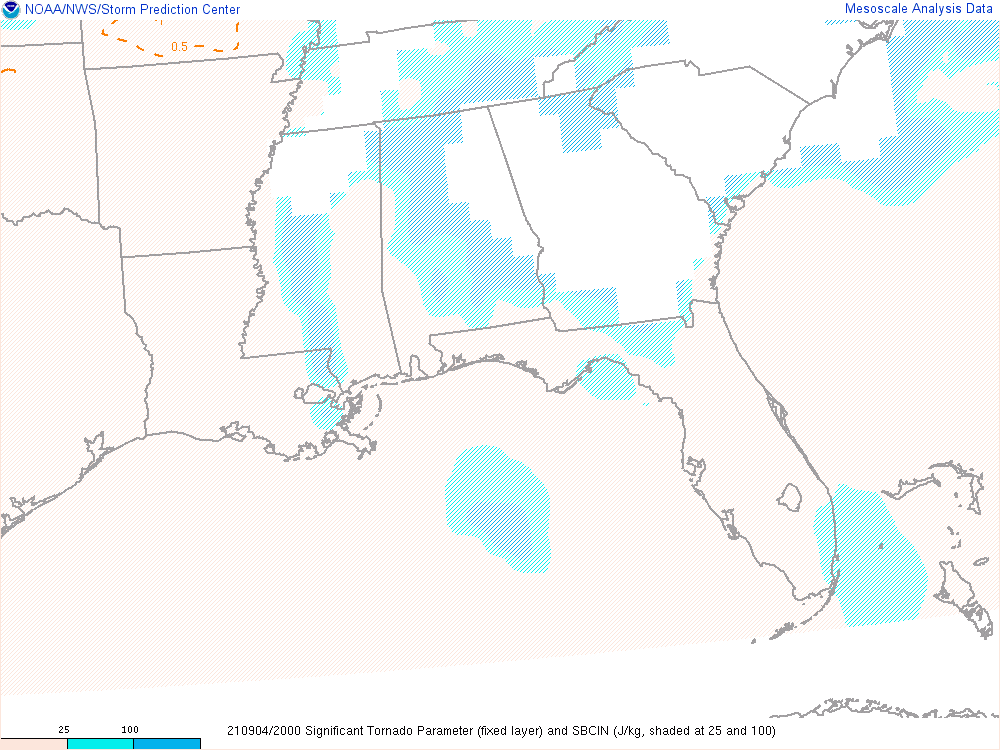 NOAA/NWS/Storm Prediction Center
Mesoscale Analysis Data
0.5
25 100
210904/2000 Significant Tornado Parameter (fixed layer) and SBCIN (J/kg, shaded at 25 and 100)